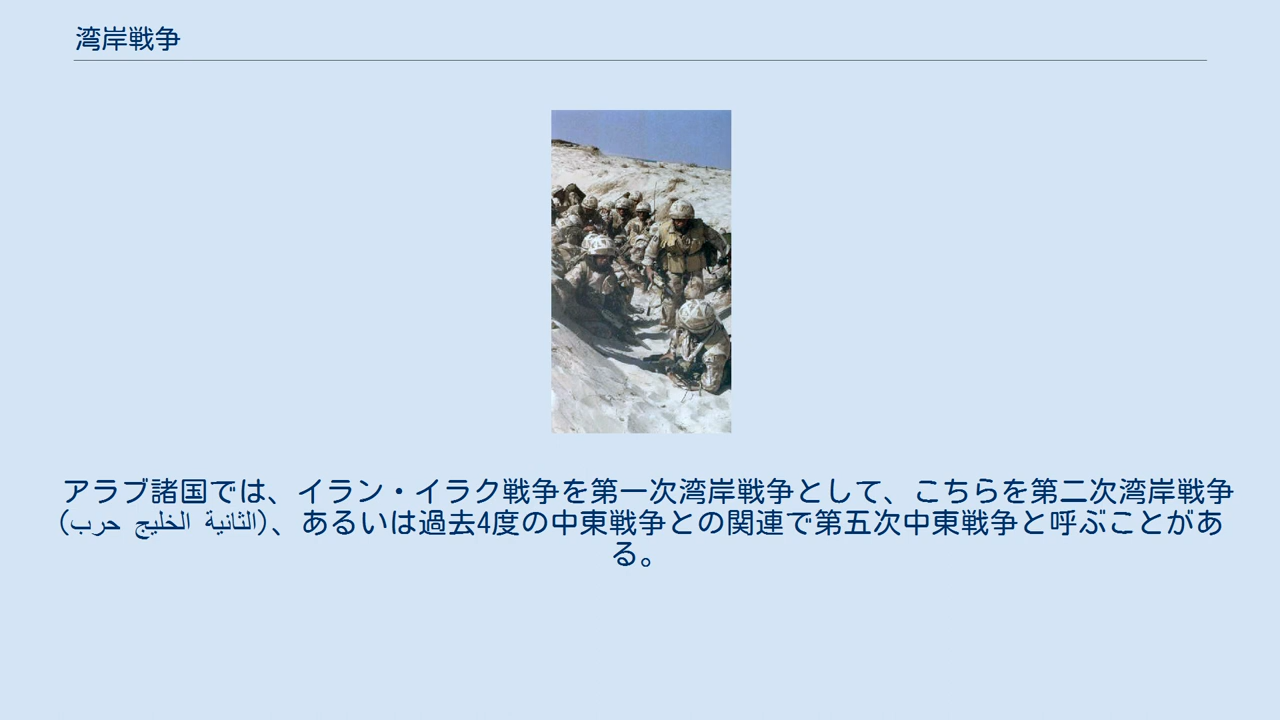 湾岸戦争
アラブ諸国では、イラン・イラク戦争を第一次湾岸戦争として、こちらを第二次湾岸戦争
(حرب الخليج الثانية)、あるいは過去4度の中東戦争との関連で第五次中東戦争と呼ぶことがあ
る。